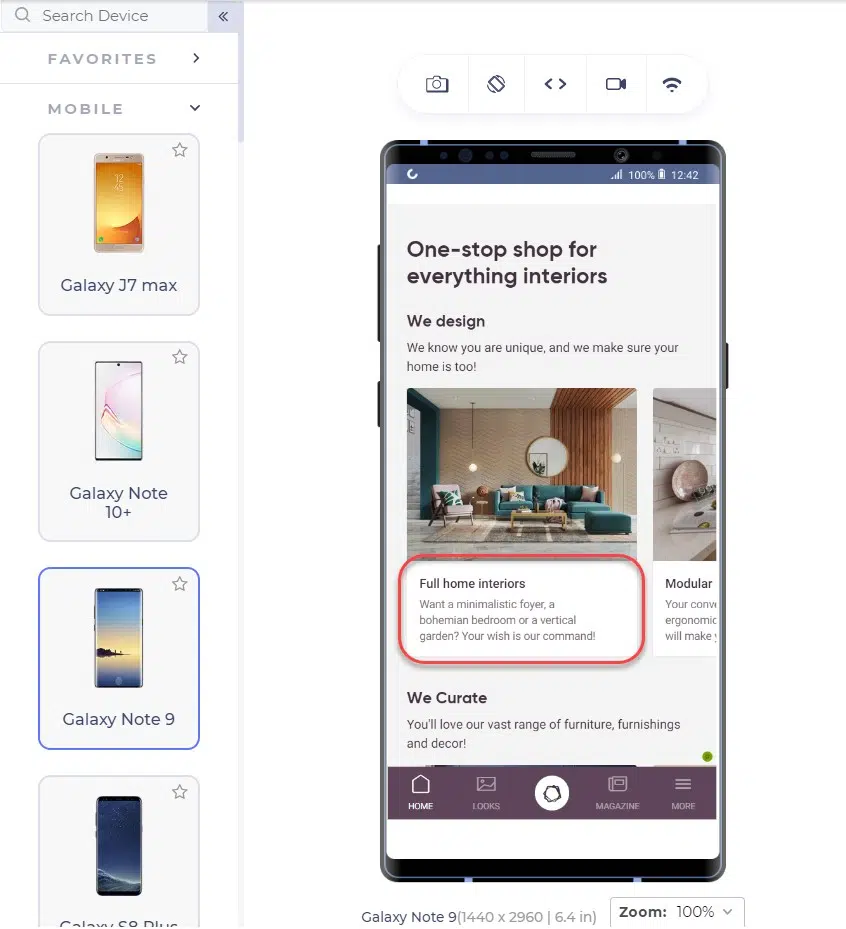 Search Device
FAVORITES
MOBILE
Galaxy J7 max
Galaxy Note
10+
Galaxy Note 9
Galaxy S8 Plus
100% 12:42
One-stop shop for
everything interiors
We design
We know you are unique, and we make sure your
home is too!
Full home interiors
Want a minimalistic foyer, a
bohemian bedroom or a vertical
garden? Your wish is our command!
Modular
Your conve
ergonomic
will make
We Curate
You'll love our vast range of furniture, furnishings
and decor!
HOME
LOOKS
MAGAZINE
MORE
Galaxy Note 9(1440 x 2960 | 6.4 in)
Zoom: 100%